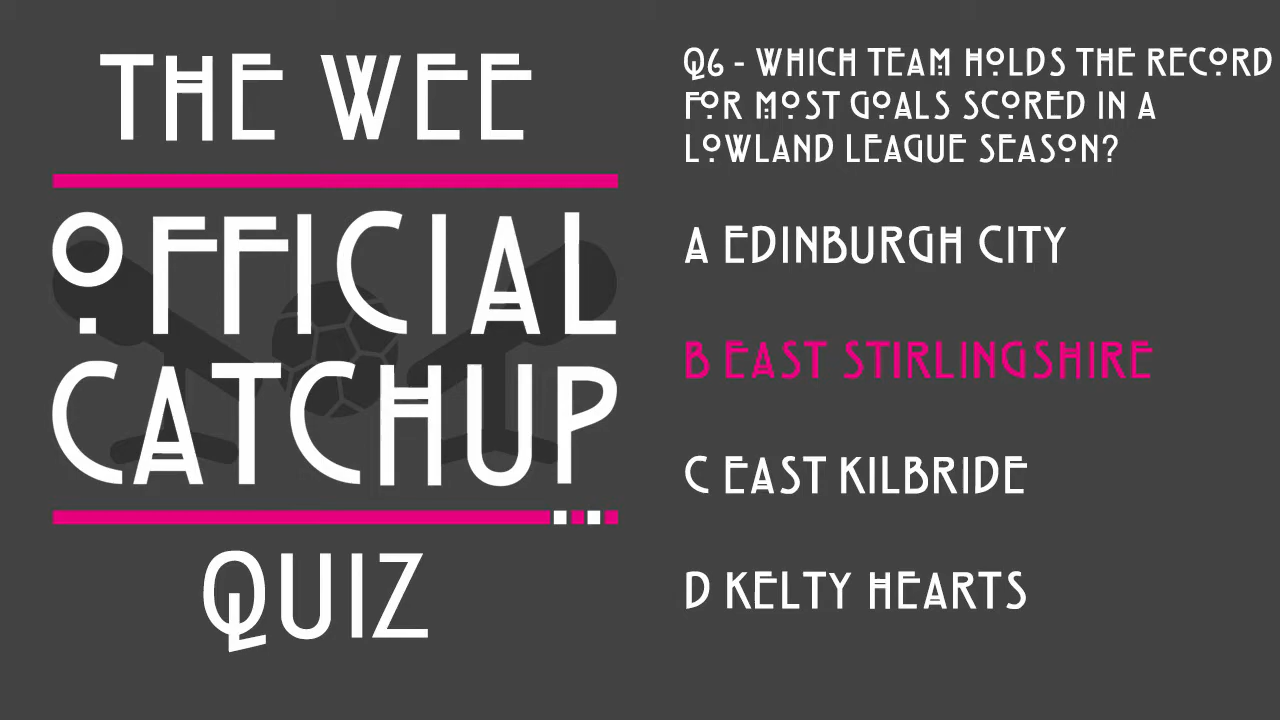 THE WEE
OFFICIAL
CATCHUP
QUIZ
Q6 - WHICH TEAM HOLDS THE RECORD
FOR MOST GOALS SCORED IN A
LOWLAND LEAGUE SEASON?
A EDINBURGH CITY
B EAST STIRLINGSHIRE
C EAST KILBRIDE
D KELTY HEARTS